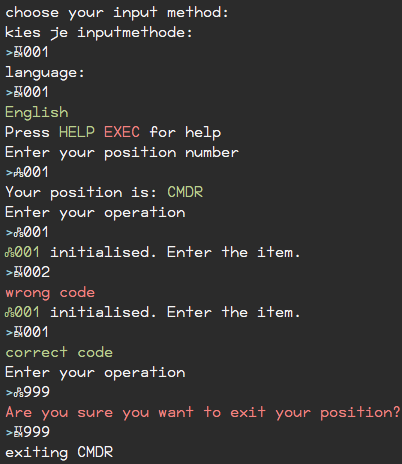 choose your input method:
kies je inputmethode:
>001
language:
>001
English
Press HELP EXEC for help
Enter your position number
>001
Your position is: CMDR
Enter your operation
>001
001 initialised. Enter the item.
>002
wrong code
001 initialised. Enter the item.
>001
correct code
Enter your operation
>999
Are you sure you want to exit your position?
>999
exiting CMDR